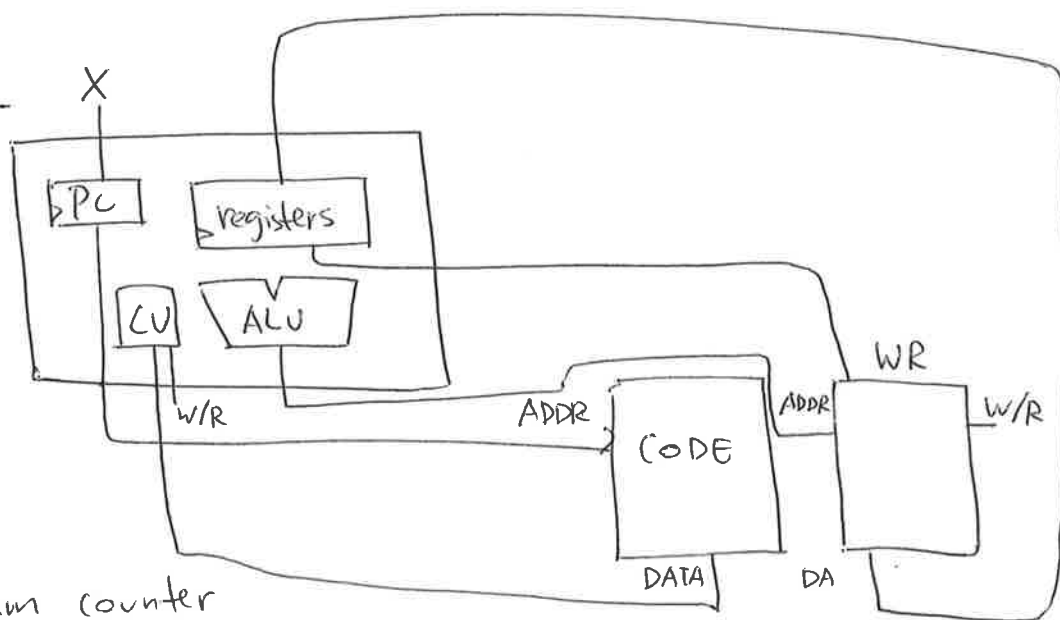 X
PC
registers
CU
ALU
W/R
ADDR
CODE
ADDR
WR
W/R
DATA
DA
counter